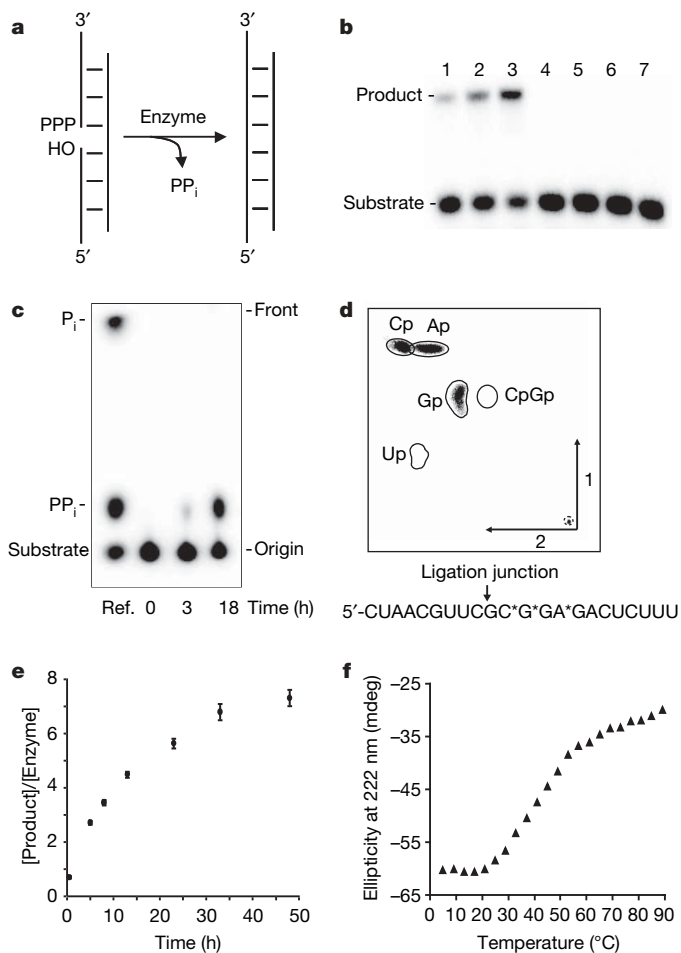 a
3′ 3′
PPP
HO
Enzyme
PPi
5′ 5′
b
1 2 3 4 5 6 7
Product -
Substrate -
c
Pi -
-Front
PPi -
Substrate
-Origin
Ref. 0 3 18 Time (h)
d
Cp Ap
Gp
CpGp
Up
1
2
Ligation junction
5′-CUAACGUUCGC*G*GA*GACUCUUU
e
[Product]/[Enzyme]
8
6
4
2
0
0 10 20 30 40 50
Time (h)
f
Ellipticity at 222 nm (mdeg)
−25
−35
−45
−55
−65
0 10 20 30 40 50 60 70 80 90
Temperature (°C)